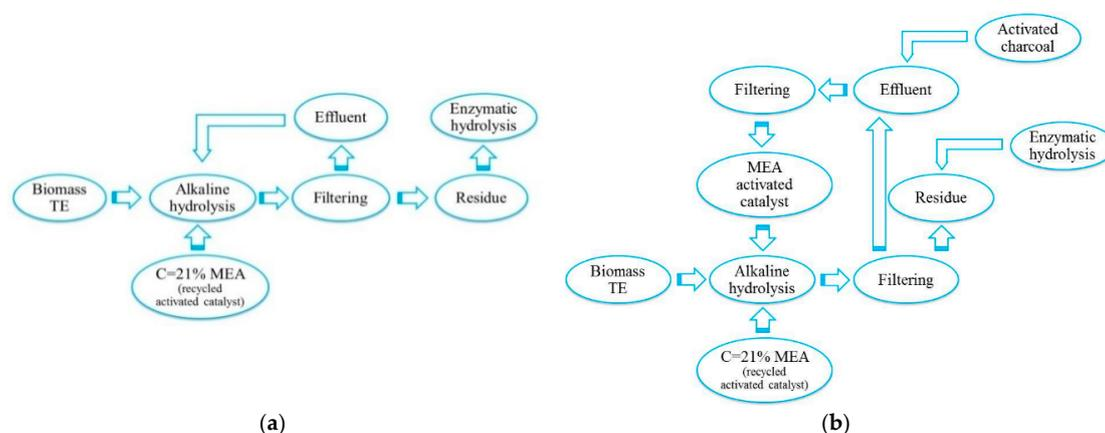 Effluent
Enzymatic
hydrolysis
Biomass
TE
Alkaline
hydrolysis
Filtering
Residue
C=21% MEA
(recycled
activated catalyst)
(a)
Activated
charcoal
Filtering
Effluent
Enzymatic
hydrolysis
MEA
activated
catalyst
Residue
Biomass
TE
Alkaline
hydrolysis
Filtering
C=21% MEA
(recycled
activated catalyst)
(b)